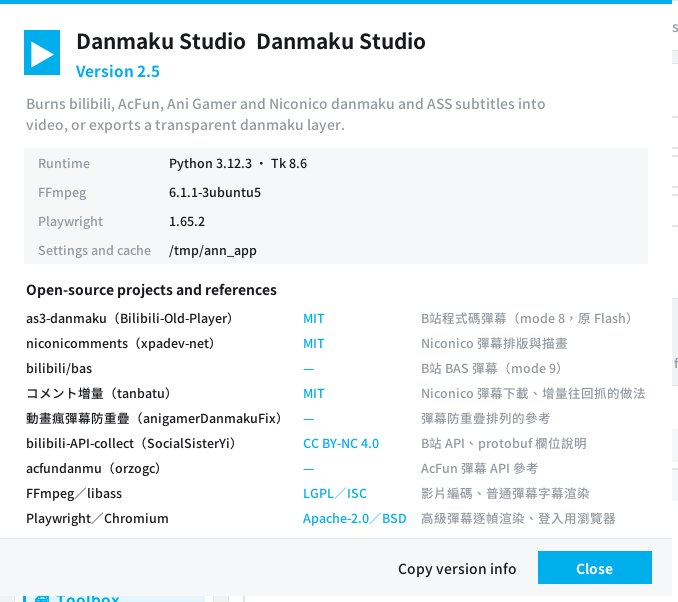 Danmaku Studio Danmaku Studio
Version 2.5
Burns bilibili, AcFun, Ani Gamer and Niconico danmaku and ASS subtitles into
video, or exports a transparent danmaku layer.
Runtime Python 3.12.3 · Tk 8.6
FFmpeg 6.1.1-3ubuntu5
Playwright 1.65.2
Settings and cache /tmp/ann_app
Open-source projects and references
as3-danmaku（Bilibili-Old-Player） MIT B站程式碼彈幕（mode 8，原 Flash）
niconicomments（xpadev-net） MIT Niconico 彈幕排版與描畫
bilibili/bas — B站 BAS 彈幕（mode 9）
コメント増量（tanbatu） MIT Niconico 彈幕下載、增量往回抓的做法
動畫瘋彈幕防重疊（anigamerDanmakuFix） — 彈幕防重疊排列的參考
bilibili-API-collect（SocialSisterYi） CC BY-NC 4.0 B站 API、protobuf 欄位說明
acfundanmu（orzogc） — AcFun 彈幕 API 參考
FFmpeg／libass LGPL／ISC 影片編碼、普通彈幕字幕渲染
Playwright／Chromium Apache-2.0／BSD 高級彈幕逐幀渲染、登入用瀏覽器
Copy version info Close
Toolbox